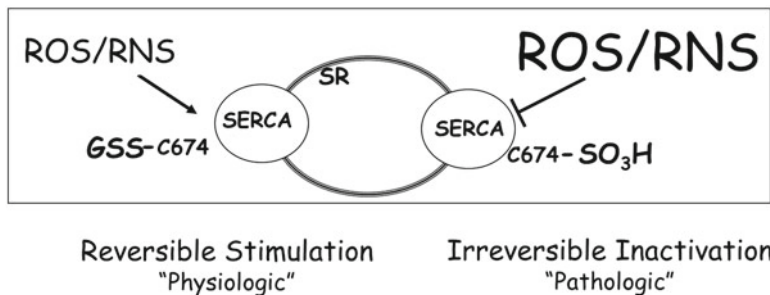 ROS/RNS
ROS/RNS
SR
SERCA
SERCA
GSS-C674
C674-SO₃H
Reversible Stimulation
"Physiologic"
Irreversible Inactivation
"Pathologic"